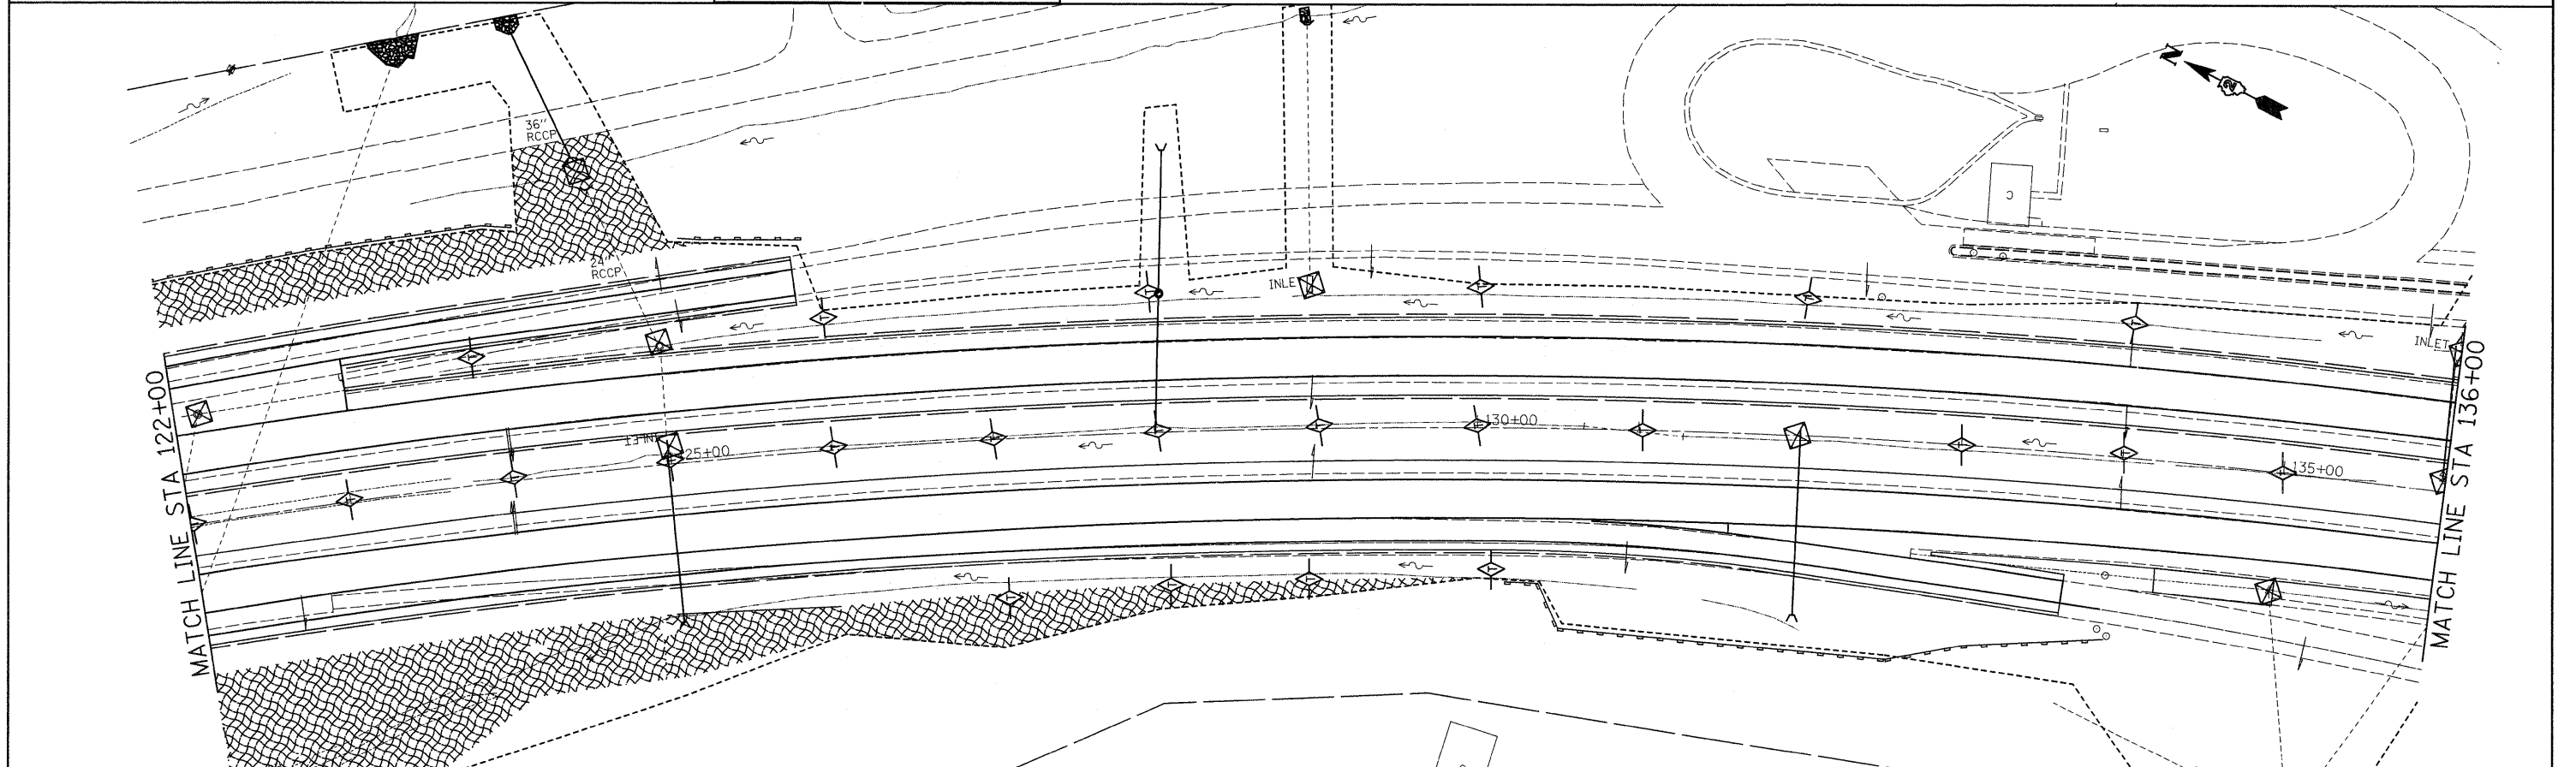 N
36"
RCCP
24"
RCCP
INLE
INLET
MATCH LINE STA 122+00
25+00
130+00
135+00
MATCH LINE STA 136+00